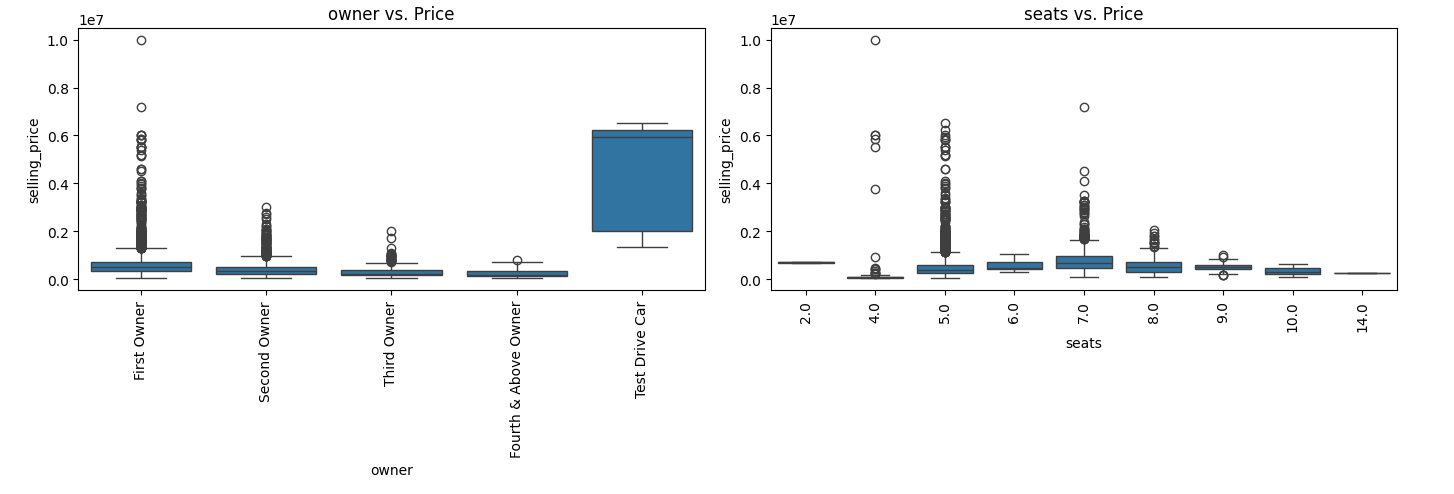 owner vs. Price
1e7
1.0
0.8
0.6
0.4
0.2
0.0
selling_price
First Owner
Second Owner
Third Owner
Fourth & Above Owner
Test Drive Car
owner
seats vs. Price
1e7
1.0
0.8
0.6
0.4
0.2
0.0
selling_price
2.0
4.0
5.0
6.0
7.0
8.0
9.0
10.0
14.0
seats